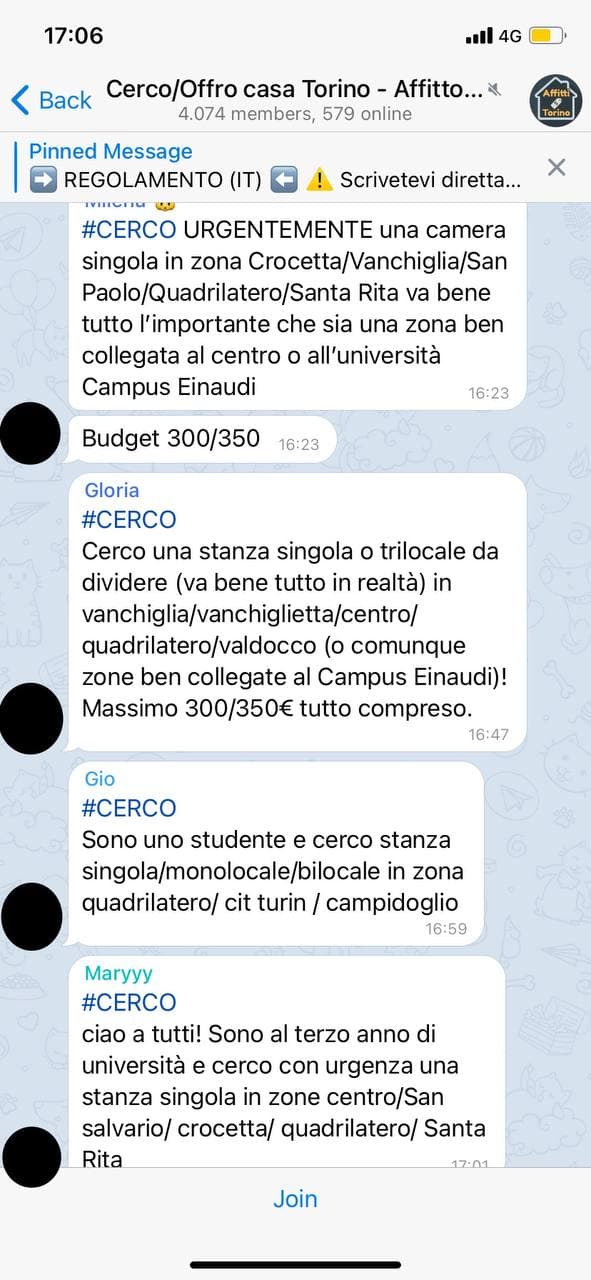 17:06
4G
Back
Cerco/Offro casa Torino - Affitto...
4.074 members, 579 online
Affitti
Torino
Pinned Message
➡️ REGOLAMENTO (IT) ⬅️ ⚠️ Scrivetevi diretta...
Milena
#CERCO URGENTEMENTE una camera
singola in zona Crocetta/Vanchiglia/San
Paolo/Quadrilatero/Santa Rita va bene
tutto l'importante che sia una zona ben
collegata al centro o all'università
Campus Einaudi
16:23
Budget 300/350
16:23
Gloria
#CERCO
Cerco una stanza singola o trilocale da
dividere (va bene tutto in realtà) in
vanchiglia/vanchiglietta/centro/
quadrilatero/valdocco (o comunque
zone ben collegate al Campus Einaudi)!
Massimo 300/350€ tutto compreso.
16:47
Gio
#CERCO
Sono uno studente e cerco stanza
singola/monolocale/bilocale in zona
quadrilatero/ cit turin / campidoglio
16:59
Maryyy
#CERCO
ciao a tutti! Sono al terzo anno di
università e cerco con urgenza una
stanza singola in zone centro/San
salvario/ crocetta/ quadrilatero/ Santa
Rita
17:01
Join